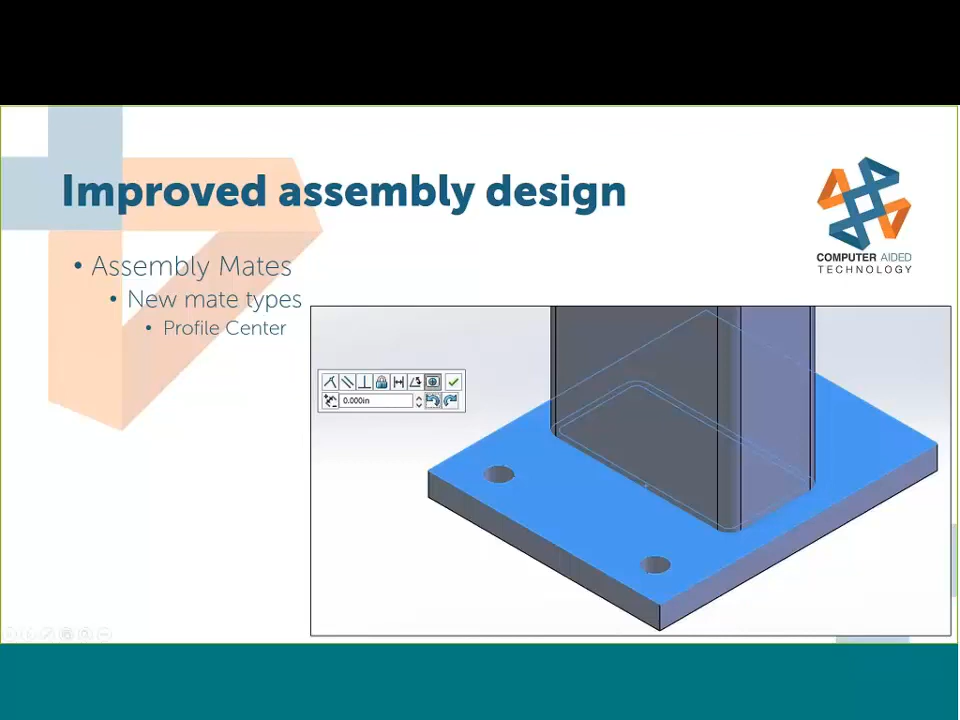 Improved assembly design
• Assembly Mates
• New mate types
• Profile Center
COMPUTER AIDED
TECHNOLOGY
0.000in